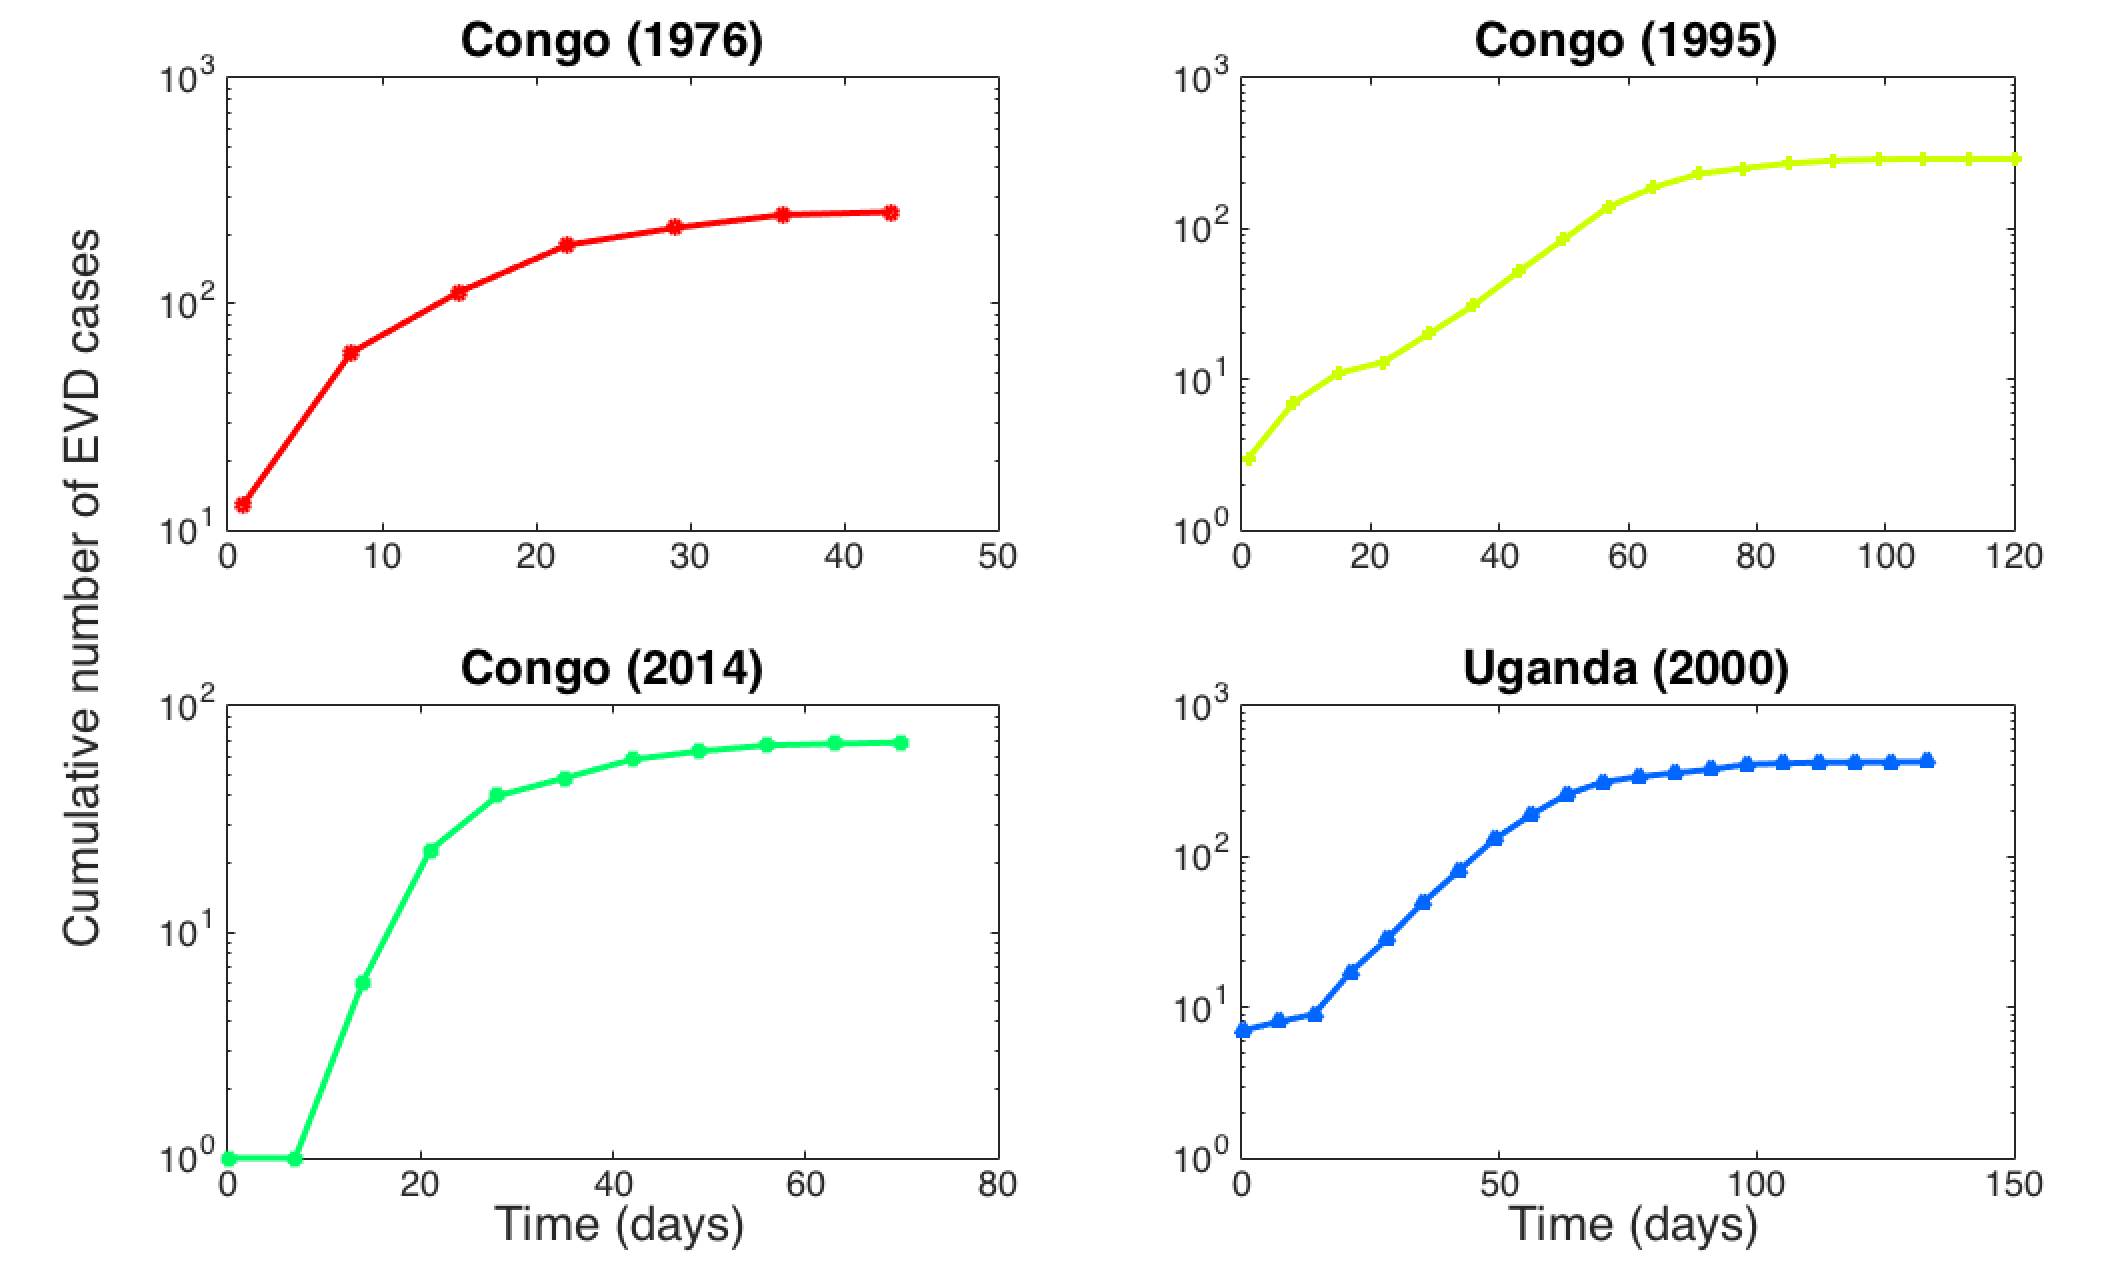 Congo (1976)
10^3
10^2
10^1
0 10 20 30 40 50
Congo (1995)
10^3
10^2
10^1
10^0
0 20 40 60 80 100 120
Cumulative number of EVD cases
Congo (2014)
10^2
10^1
10^0
0 20 40 60 80
Time (days)
Uganda (2000)
10^3
10^2
10^1
10^0
0 50 100 150
Time (days)